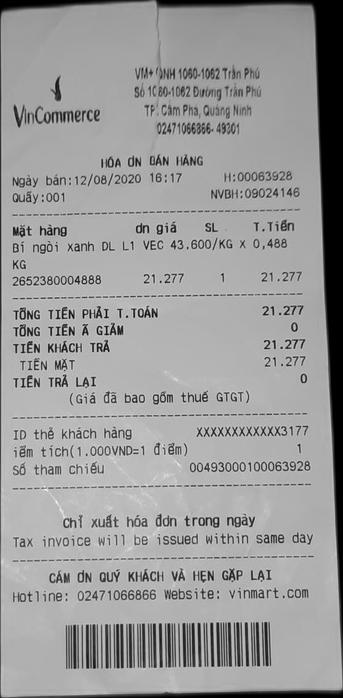 VinCommerce
VM+ QNH 1060-1062 Trần Phú
Số 1060-1062 Đường Trần Phú
TP. Cẩm Phả, Quảng Ninh
02471066866- 49301
HÓA ƠN BÁN HÀNG
Ngày bán:12/08/2020 16:17 H:00063928
Quầy:001 NVBH:09024146
Mặt hàng ơn giá SL T.Tiền
Bí ngòi xanh DL L1 VEC 43.600/KG X 0,488
KG
2652380004888 21.277 1 21.277
TỔNG TIỀN PHẢI T.TOÁN 21.277
TỔNG TIỀN Ã GIẢM 0
TIỀN KHÁCH TRẢ 21.277
TIỀN MẶT 21.277
TIỀN TRẢ LẠI 0
(Giá đã bao gồm thuế GTGT)
ID thẻ khách hàng XXXXXXXXXXXX3177
iểm tích(1.000VND=1 điểm) 1
Số tham chiếu 00493000100063928
Chỉ xuất hóa đơn trong ngày
Tax invoice will be issued within same day
CẢM ƠN QUÝ KHÁCH VÀ HẸN GẶP LẠI
Hotline: 02471066866 Website: vinmart.com